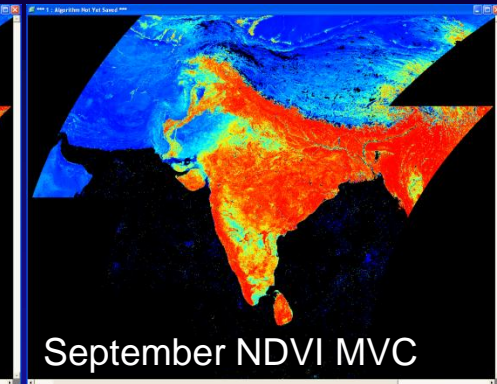 *** 1 : Algorithm Not Yet Saved ***
September NDVI MVC